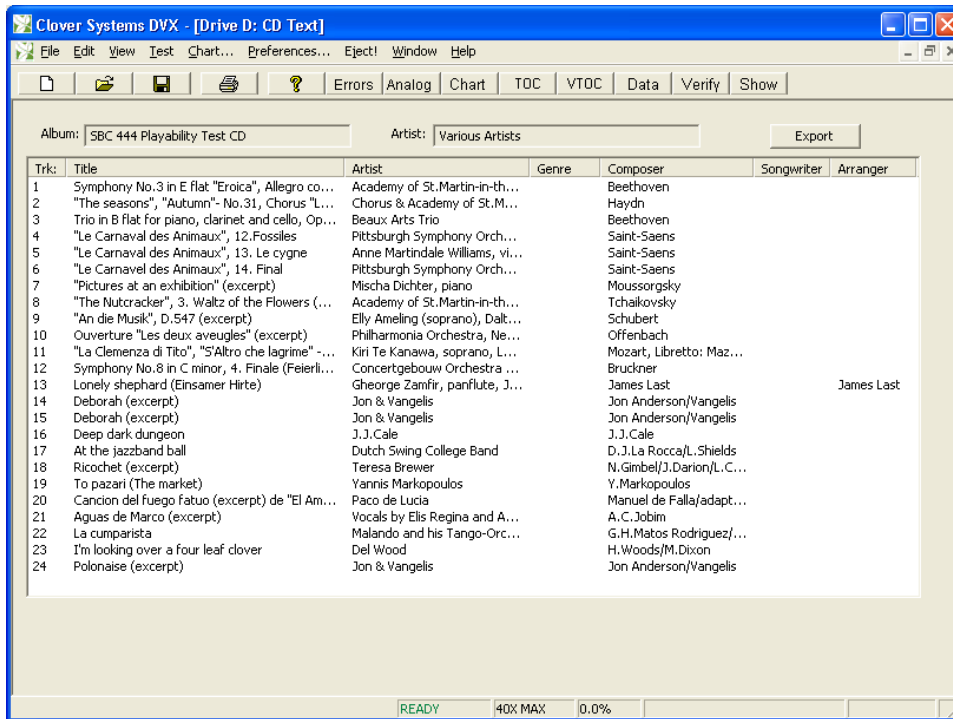 Clover Systems DVX - [Drive D: CD Text]
File Edit View Test Chart... Preferences... Eject! Window Help
Errors Analog Chart TOC VTOC Data Verify Show
Album: SBC 444 Playability Test CD Artist: Various Artists Export
Trk: Title Artist Genre Composer Songwriter Arranger
1 Symphony No.3 in E flat "Eroica", Allegro co... Academy of St.Martin-in-th... Beethoven
2 "The seasons", "Autumn"- No.31, Chorus "L... Chorus & Academy of St.M... Haydn
3 Trio in B flat for piano, clarinet and cello, Op... Beaux Arts Trio Beethoven
4 "Le Carnaval des Animaux", 12.Fossiles Pittsburgh Symphony Orch... Saint-Saens
5 "Le Carnaval des Animaux", 13. Le cygne Anne Martindale Williams, vi... Saint-Saens
6 "Le Carnavel des Animaux", 14. Final Pittsburgh Symphony Orch... Saint-Saens
7 "Pictures at an exhibition" (excerpt) Mischa Dichter, piano Moussorgsky
8 "The Nutcracker", 3. Waltz of the Flowers (... Academy of St.Martin-in-th... Tchaikovsky
9 "An die Musik", D.547 (excerpt) Elly Ameling (soprano), Dalt... Schubert
10 Ouverture "Les deux aveugles" (excerpt) Philharmonia Orchestra, Ne... Offenbach
11 "La Clemenza di Tito", "S'Altro che lagrime" -... Kiri Te Kanawa, soprano, L... Mozart, Libretto: Maz...
12 Symphony No.8 in C minor, 4. Finale (Feierli... Concertgebouw Orchestra ... Bruckner
13 Lonely shephard (Einsamer Hirte) Gheorge Zamfir, panflute, J... James Last James Last
14 Deborah (excerpt) Jon & Vangelis Jon Anderson/Vangelis
15 Deborah (excerpt) Jon & Vangelis Jon Anderson/Vangelis
16 Deep dark dungeon J.J.Cale J.J.Cale
17 At the jazzband ball Dutch Swing College Band D.J.La Rocca/L.Shields
18 Ricochet (excerpt) Teresa Brewer N.Gimbel/J.Darion/L.C...
19 To pazari (The market) Yannis Markopoulos Y.Markopoulos
20 Cancion del fuego fatuo (excerpt) de "El Am... Paco de Lucia Manuel de Falla/adapt...
21 Aguas de Marco (excerpt) Vocals by Elis Regina and A... A.C.Jobim
22 La cumparista Malando and his Tango-Orc... G.H.Matos Rodriguez/...
23 I'm looking over a four leaf clover Del Wood H.Woods/M.Dixon
24 Polonaise (excerpt) Jon & Vangelis Jon Anderson/Vangelis
READY 40X MAX 0.0%